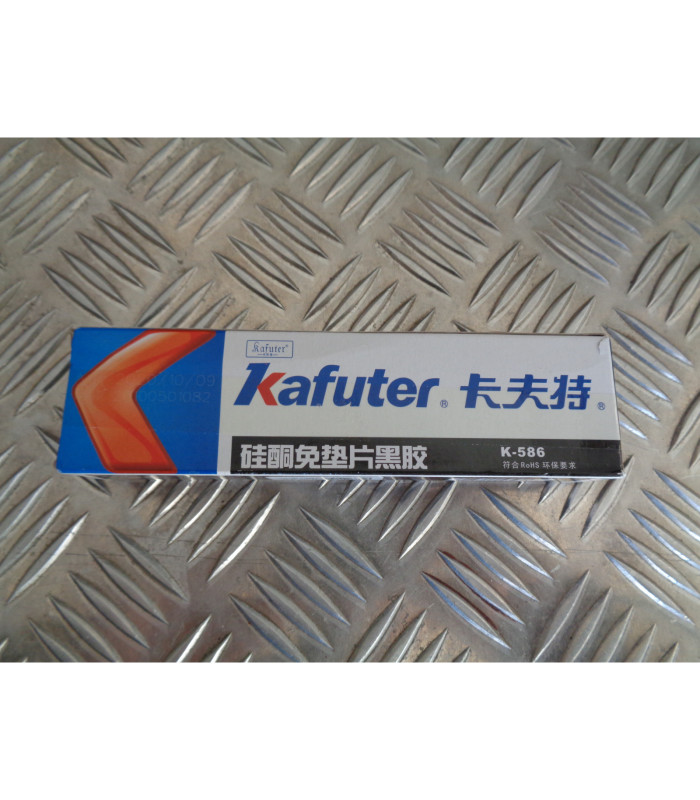 Kafuter®
Kafuter® 卡夫特®
硅酮免垫片黑胶
K-586
符合RoHS环保要求